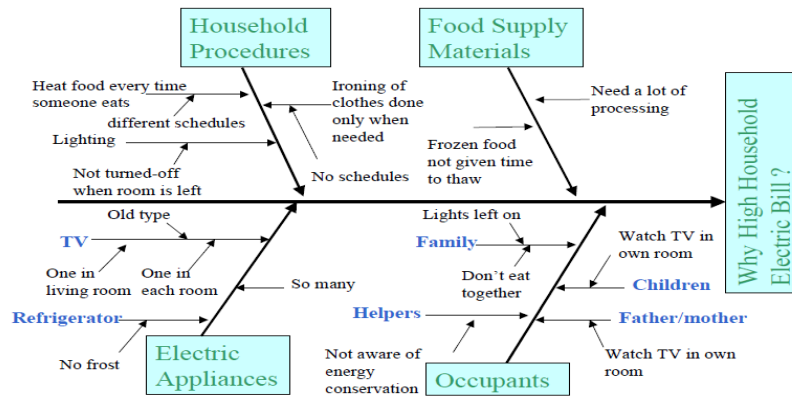 Household
Procedures
Food Supply
Materials
Heat food every time
someone eats
different schedules
Lighting
Not turned-off
when room is left
Ironing of
clothes done
only when
needed
No schedules
Need a lot of
processing
Frozen food
not given time
to thaw
Why High Household
Electric Bill ?
Old type
TV
One in
living room
One in
each room
So many
Refrigerator
No frost
Electric
Appliances
Lights left on
Family
Don’t eat
together
Watch TV in
own room
Children
Helpers
Father/mother
Not aware of
energy
conservation
Watch TV in own
room
Occupants